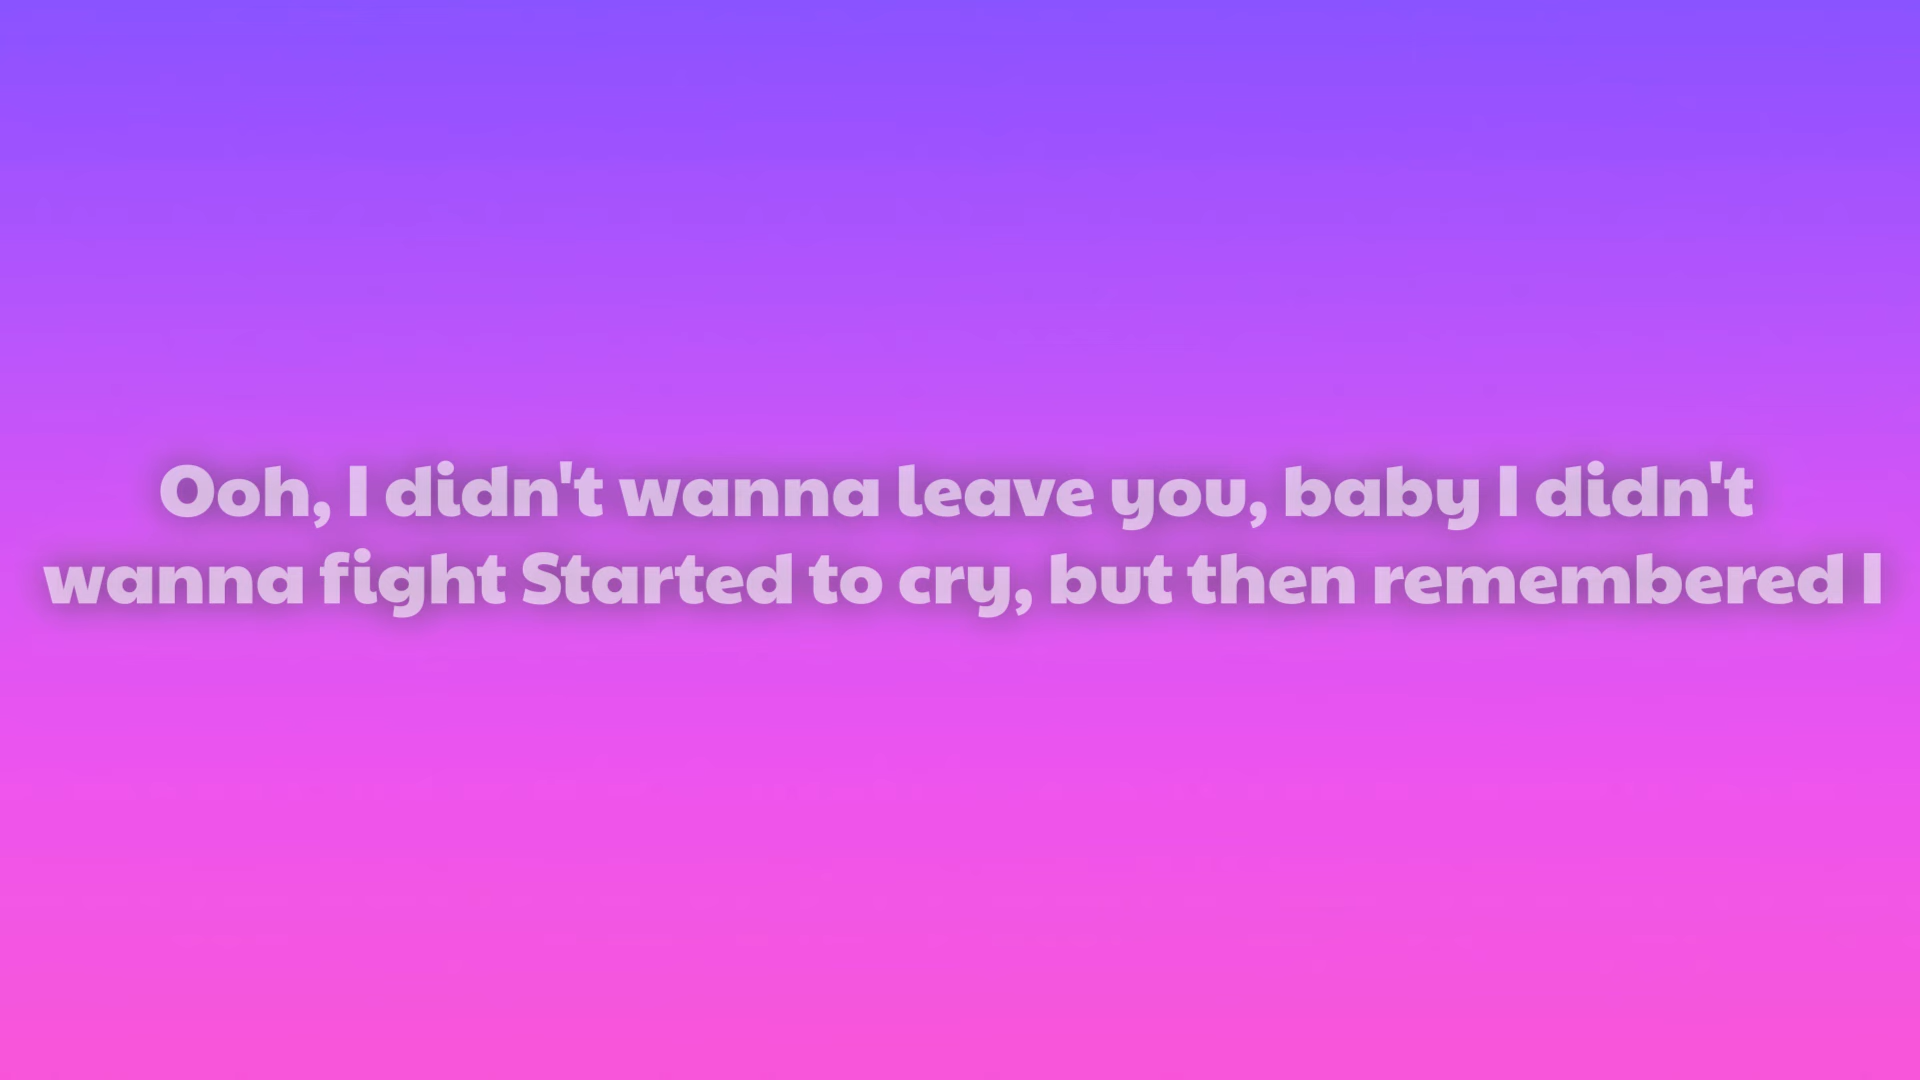 Ooh, I didn't wanna leave you, baby I didn't
wanna fight Started to cry, but then remembered I